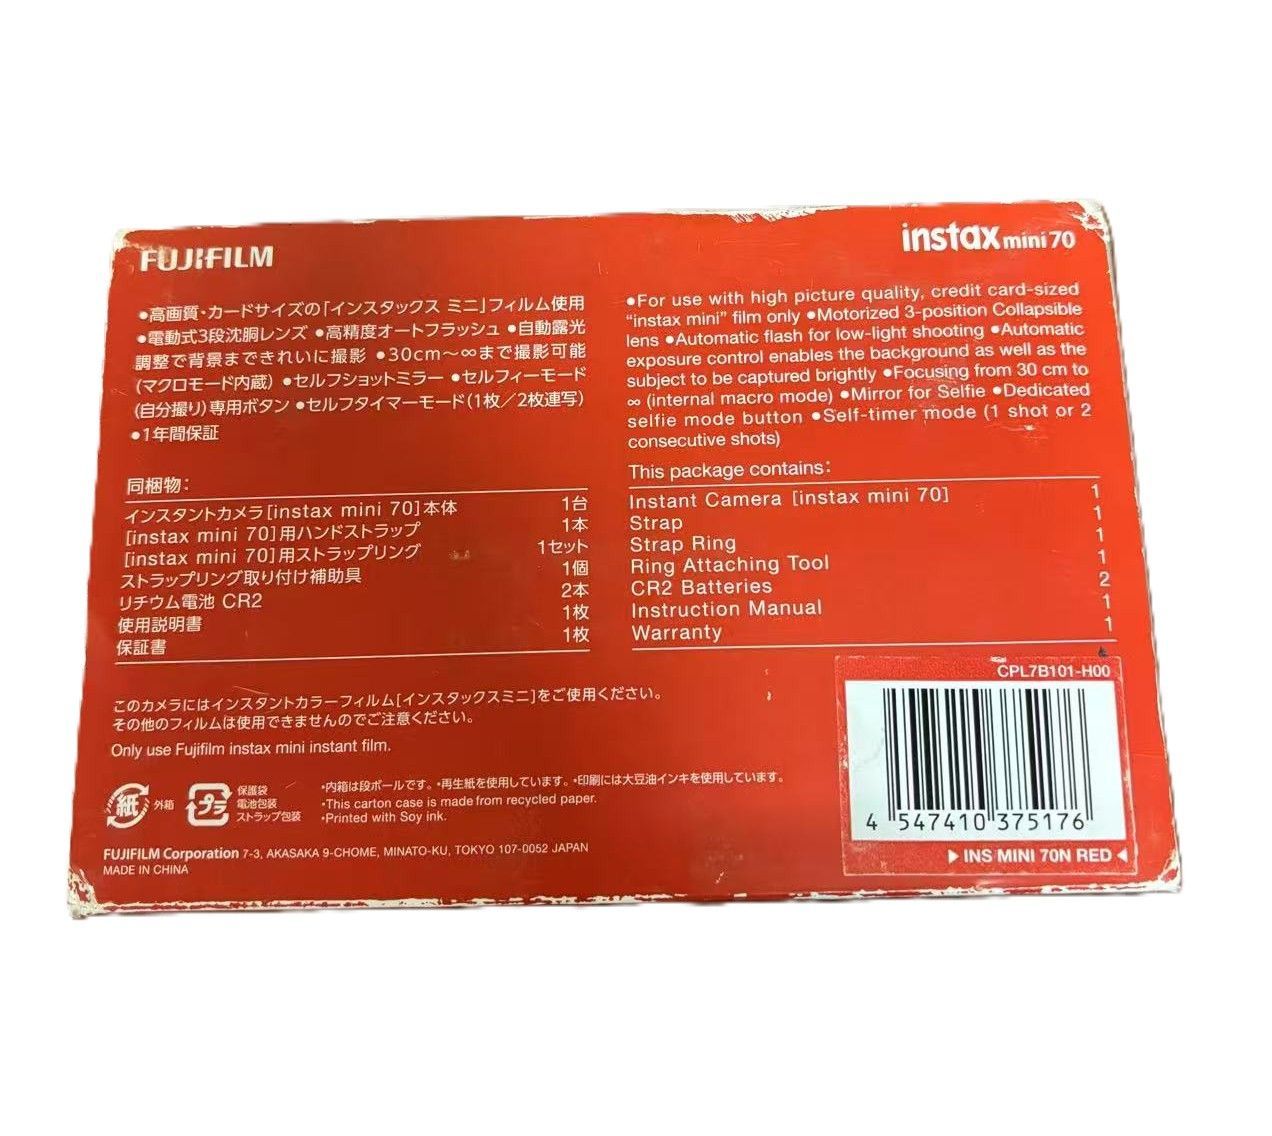 FUJIFILM
instax mini 70
•高画質・カードサイズの「インスタックス ミニ」フィルム使用
•電動式3段沈胴レンズ •高精度オートフラッシュ •自動露光
調整で背景まできれいに撮影 •30cm～∞まで撮影可能
(マクロモード内蔵) •セルフショットミラー •セルフィーモード
(自分撮り)専用ボタン •セルフタイマーモード(1枚／2枚連写)
•1年間保証
•For use with high picture quality, credit card-sized
"instax mini" film only •Motorized 3-position Collapsible
lens •Automatic flash for low-light shooting •Automatic
exposure control enables the background as well as the
subject to be captured brightly •Focusing from 30 cm to
∞ (internal macro mode) •Mirror for Selfie •Dedicated
selfie mode button •Self-timer mode (1 shot or 2
consecutive shots)
同梱物：
インスタントカメラ[instax mini 70]本体 1台
[instax mini 70]用ハンドストラップ 1本
[instax mini 70]用ストラップリング 1セット
ストラップリング取り付け補助具 1個
リチウム電池 CR2 2本
使用説明書 1枚
保証書 1枚
This package contains:
Instant Camera [instax mini 70] 1
Strap 1
Strap Ring 1
Ring Attaching Tool 1
CR2 Batteries 2
Instruction Manual 1
Warranty 1
このカメラにはインスタントカラーフィルム[インスタックスミニ]をご使用ください。
その他のフィルムは使用できませんのでご注意ください。
Only use Fujifilm instax mini instant film.
紙 外箱
プラ 保護袋
電池包装
ストラップ包装
・内箱は段ボールです。・再生紙を使用しています。・印刷には大豆油インキを使用しています。
・This carton case is made from recycled paper.
・Printed with Soy ink.
FUJIFILM Corporation 7-3, AKASAKA 9-CHOME, MINATO-KU, TOKYO 107-0052 JAPAN
MADE IN CHINA
CPL7B101-H00
4 547410 375176
▶ INS MINI 70N RED ◀